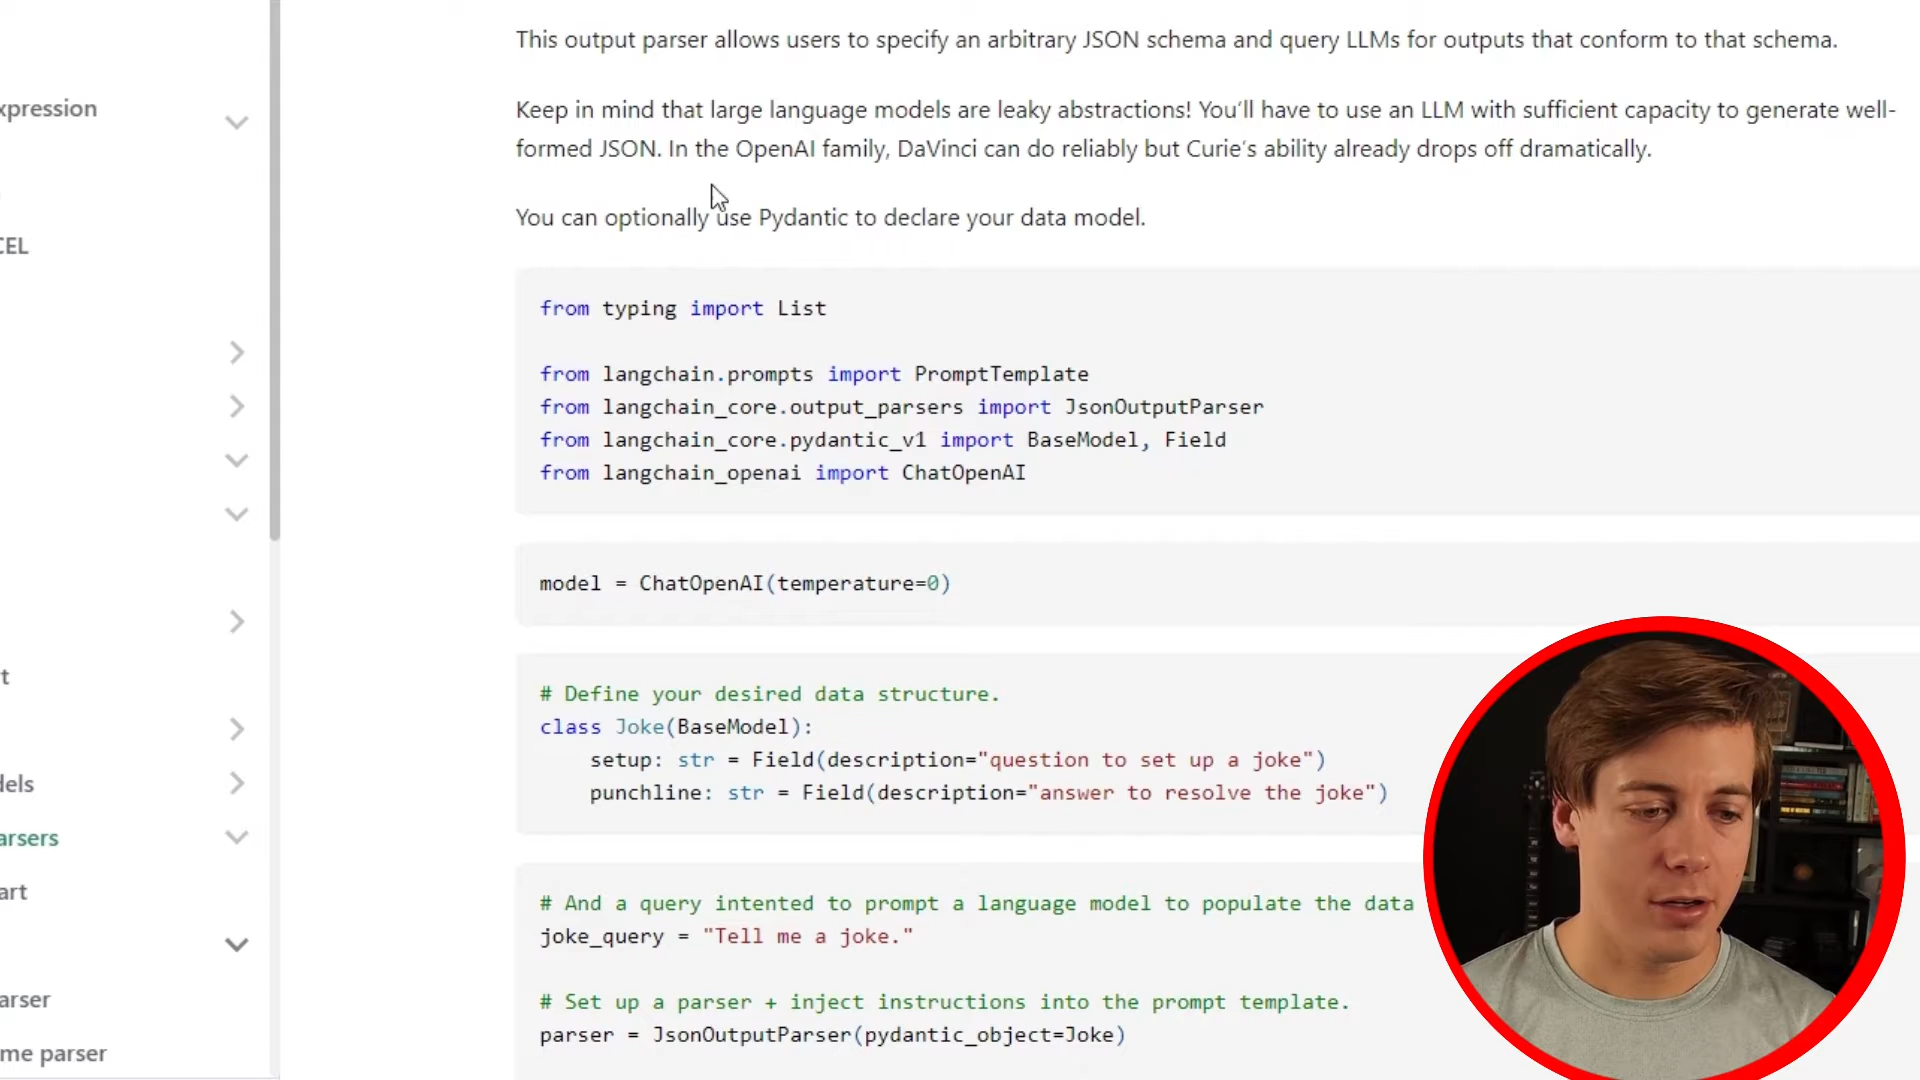 This output parser allows users to specify an arbitrary JSON schema and query LLMs for outputs that conform to that schema.
xpression
Keep in mind that large language models are leaky abstractions! You'll have to use an LLM with sufficient capacity to generate well-
formed JSON. In the OpenAI family, DaVinci can do reliably but Curie's ability already drops off dramatically.
You can optionally use Pydantic to declare your data model.
CEL
from typing import List
from langchain.prompts import PromptTemplate
from langchain_core.output_parsers import JsonOutputParser
from langchain_core.pydantic_v1 import BaseModel, Field
from langchain_openai import ChatOpenAI
model = ChatOpenAI(temperature=0)
t
# Define your desired data structure.
class Joke(BaseModel):
setup: str = Field(description="question to set up a joke")
dels
punchline: str = Field(description="answer to resolve the joke")
arsers
art
# And a query intented to prompt a language model to populate the data
joke_query = "Tell me a joke."
arser
# Set up a parser + inject instructions into the prompt template.
parser = JsonOutputParser(pydantic_object=Joke)
me parser